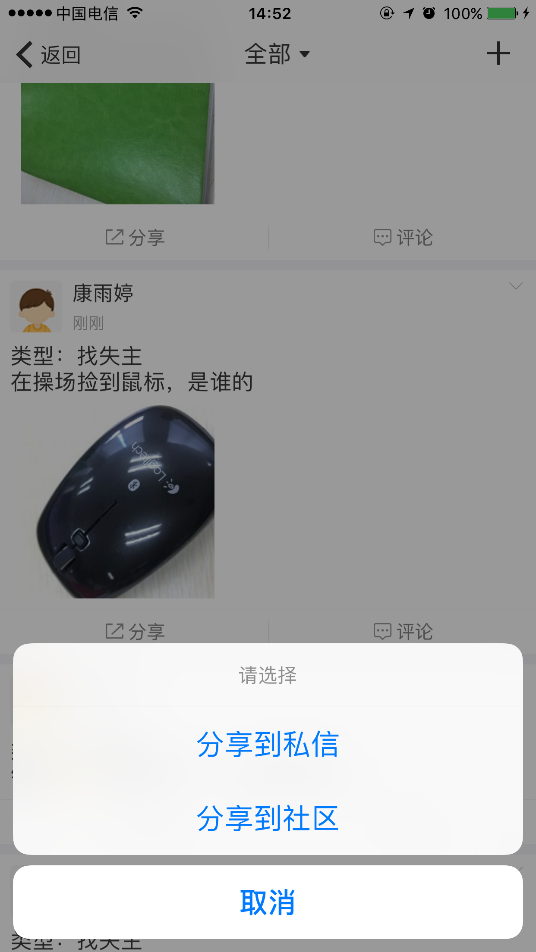 中国电信 14:52 100%
返回 全部
分享 评论
康雨婷
刚刚
类型：找失主
在操场捡到鼠标，是谁的
Logitech
分享 评论
请选择
分享到私信
分享到社区
取消
类型：找失主